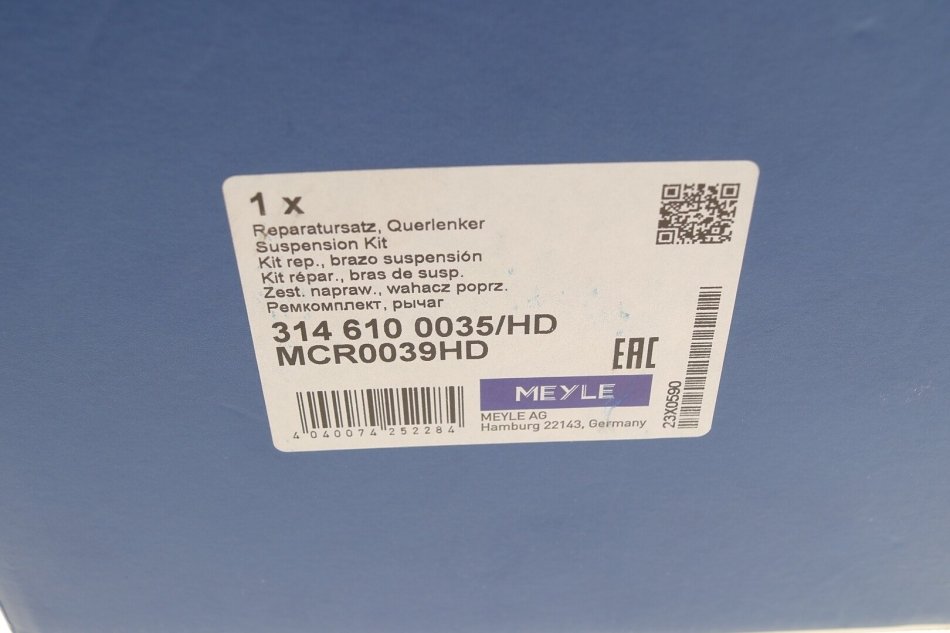 1 x
Reparatursatz, Querlenker
Suspension Kit
Kit rep., brazo suspensión
Kit répar., bras de susp.
Zest. napraw., wahacz poprz.
Ремкомплект, рычаг
314 610 0035/HD
MCR0039HD
EAC
MEYLE
MEYLE AG
Hamburg 22143, Germany
4 040074 252284
23X0590